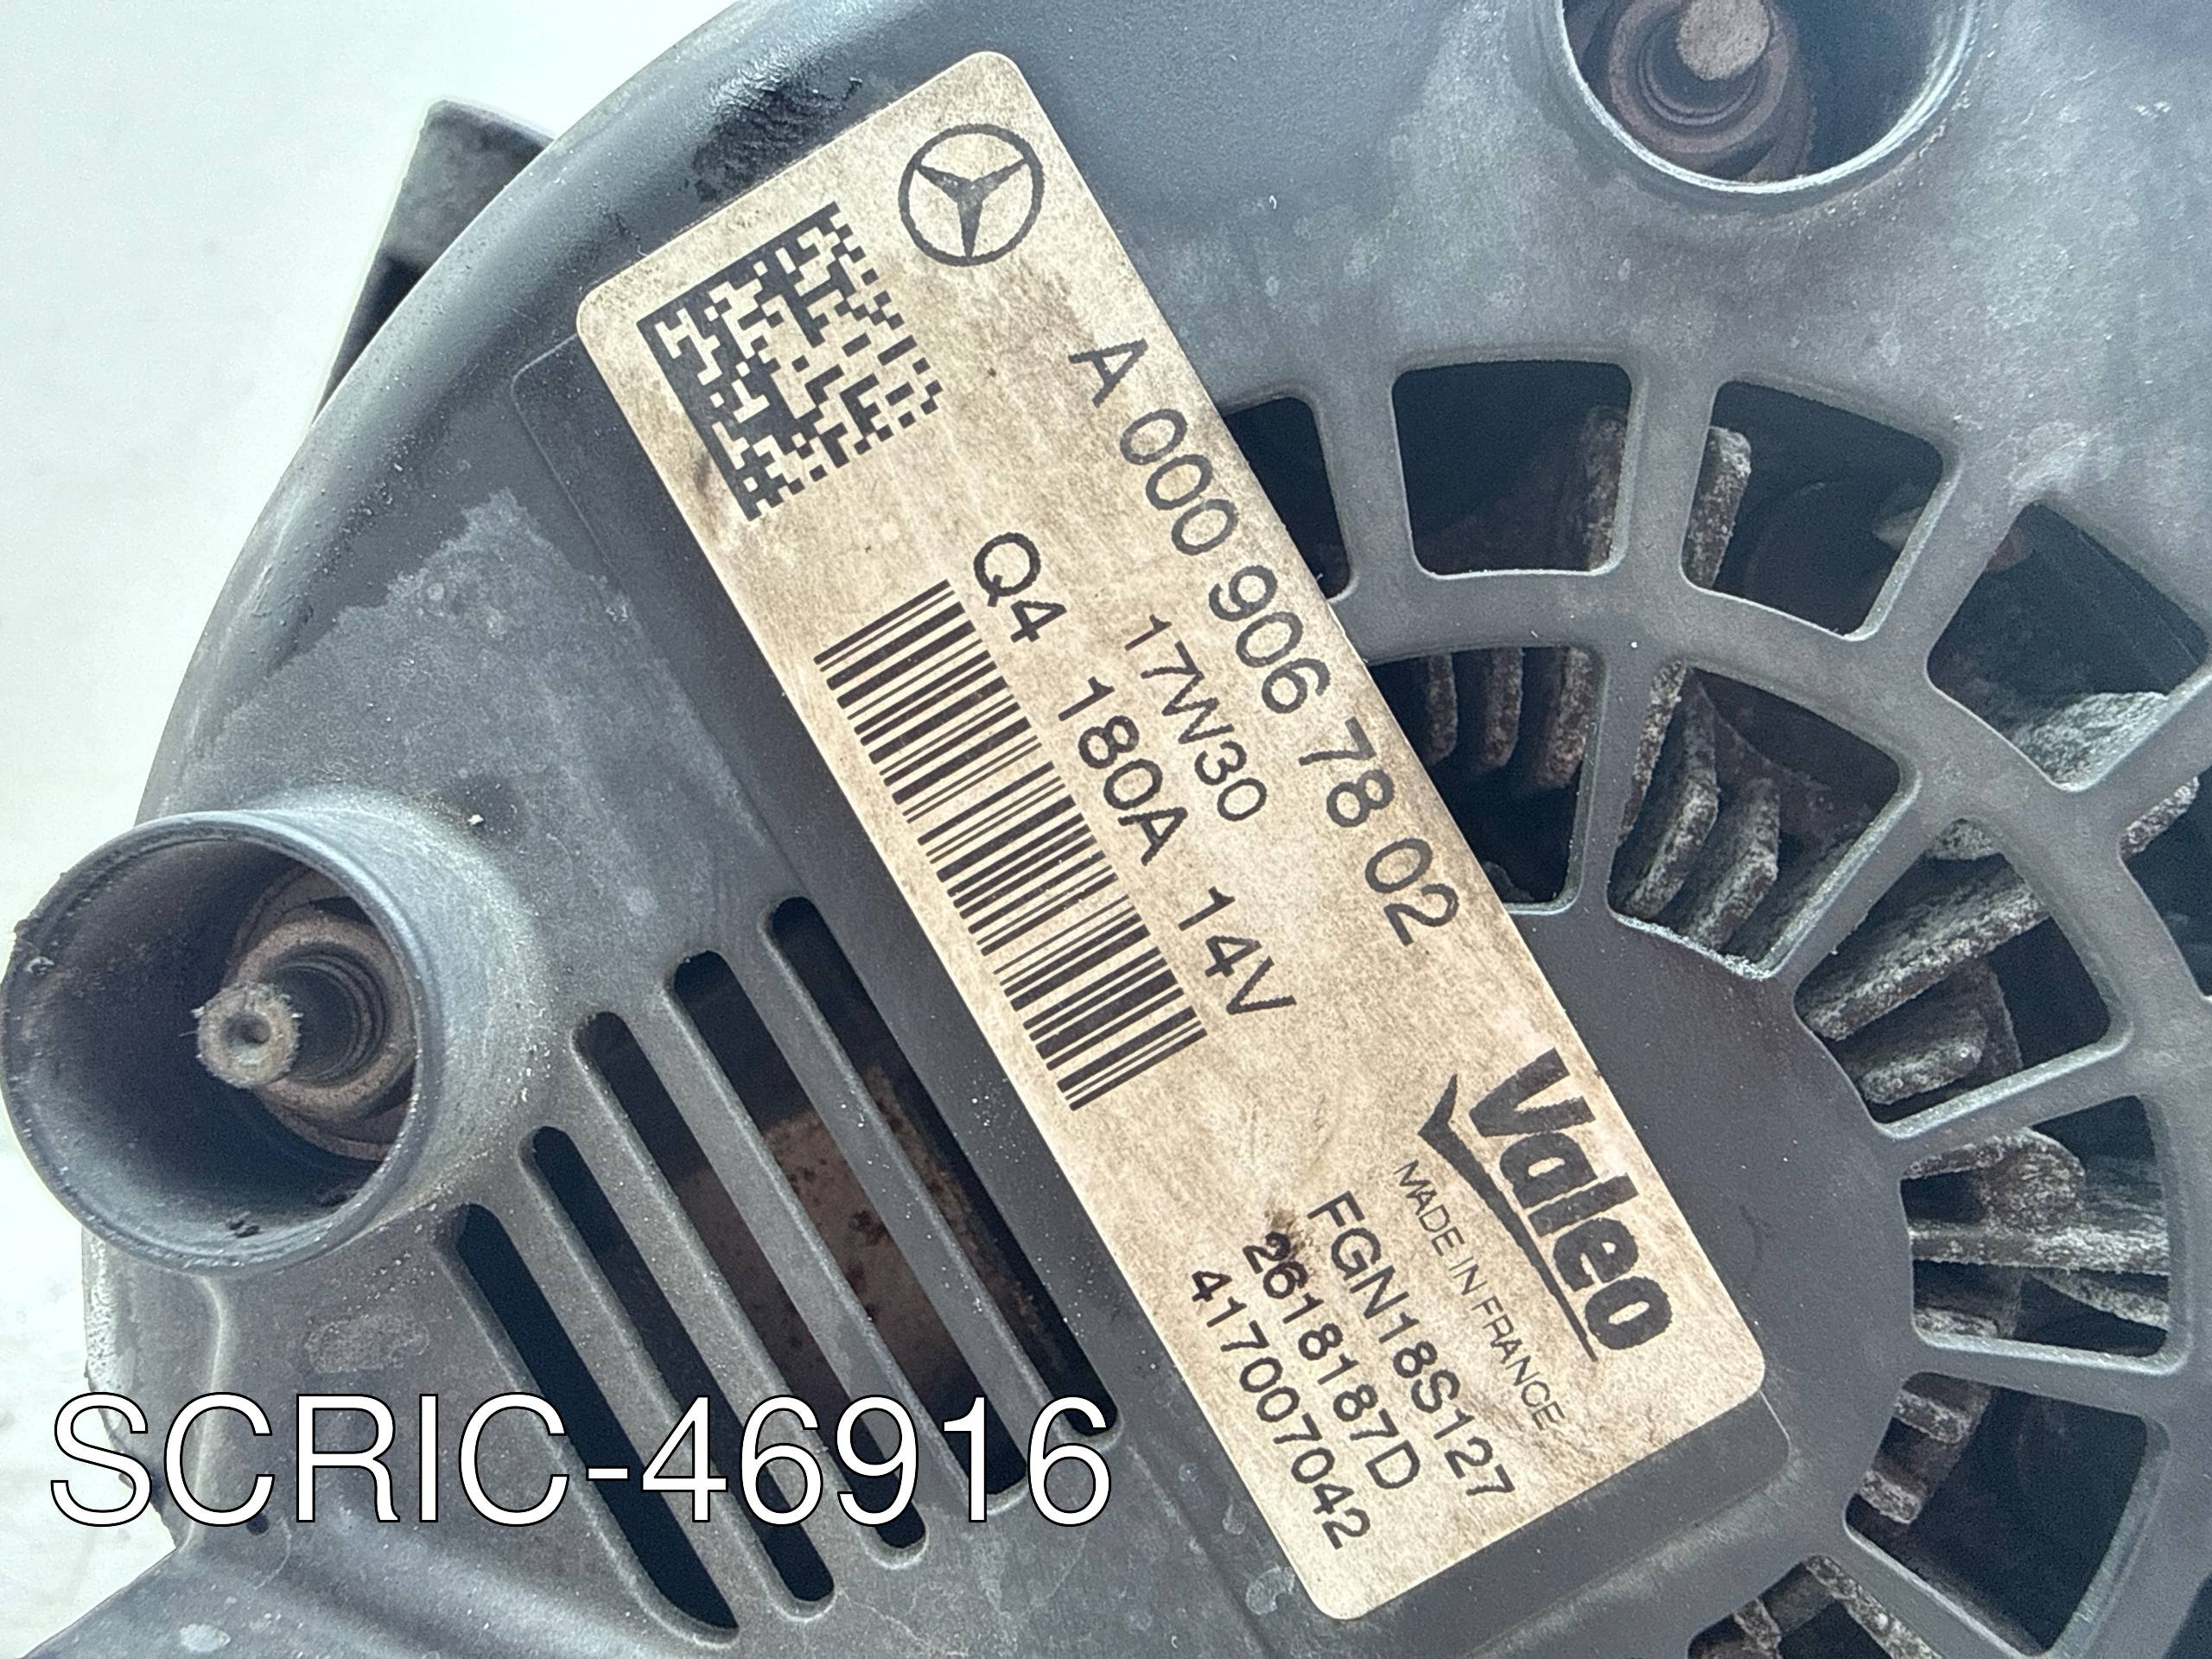 A 000 906 78 02
17W30
Q4 180A 14V
Valeo
MADE IN FRANCE
FGN18S127
2618187D
417007042
SCRIC-46916